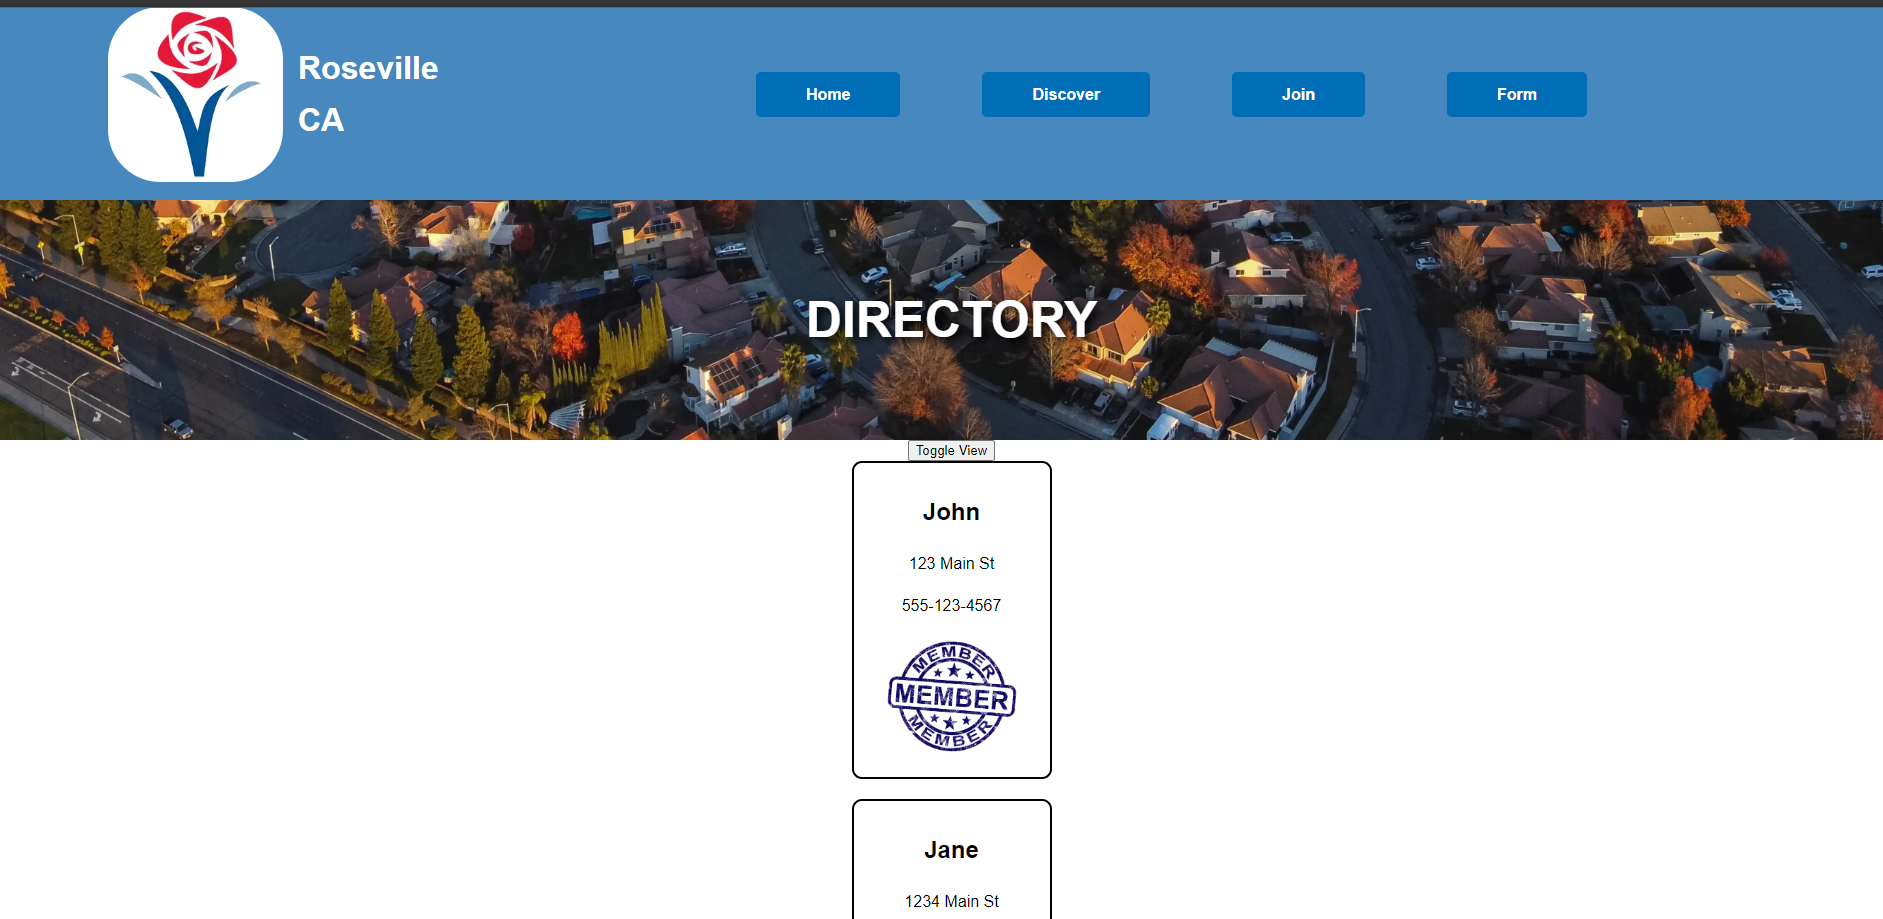 Roseville
CA
Home
Discover
Join
Form
DIRECTORY
Toggle View
John
123 Main St
555-123-4567
MEMBER
MEMBER
MEMBER
Jane
1234 Main St